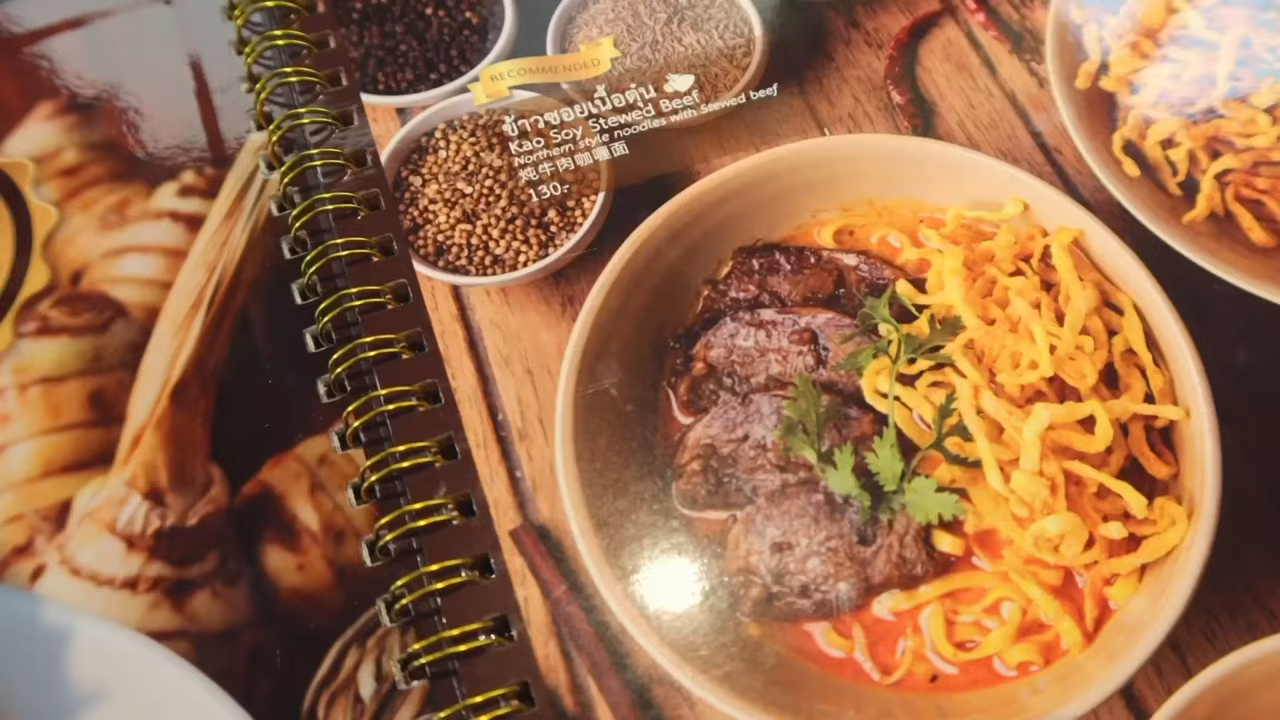 RECOMMENDED
ข้าวซอยเนื้อตุ๋น
Kao Soy Stewed Beef
Northern style noodles with Stewed beef
炖牛肉咖喱面
130.-